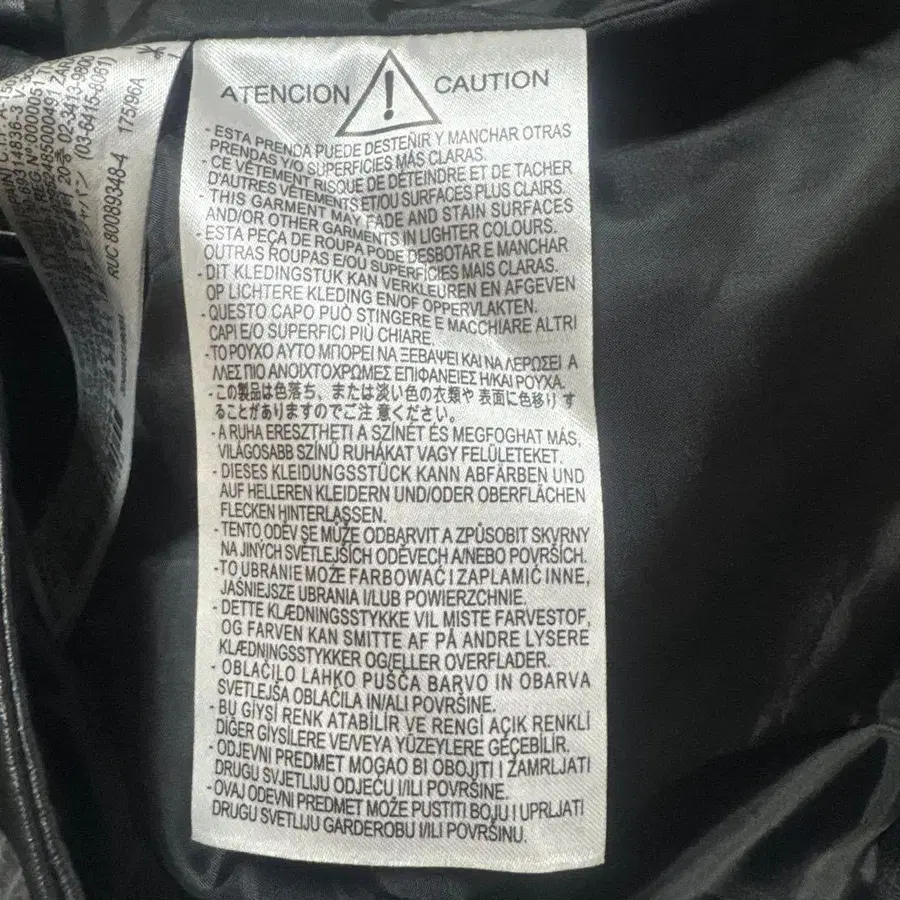 ATENCION
CAUTION
- ESTA PRENDA PUEDE DESTEÑIR Y MANCHAR OTRAS
PRENDAS Y/O SUPERFICIES MÁS CLARAS.
- CE VÊTEMENT RISQUE DE DÉTEINDRE ET DE TACHER
D'AUTRES VÊTEMENTS ET/OU SURFACES PLUS CLAIRS.
- THIS GARMENT MAY FADE AND STAIN SURFACES
AND/OR OTHER GARMENTS IN LIGHTER COLOURS.
- ESTA PEÇA DE ROUPA PODE DESBOTAR E MANCHAR
OUTRAS ROUPAS E/OU SUPERFÍCIES MAIS CLARAS.
- DIT KLEDINGSTUK KAN VERKLEUREN EN AFGEVEN
OP LICHTERE KLEDING EN/OF OPPERVLAKTEN.
- QUESTO CAPO PUÒ STINGERE E MACCHIARE ALTRI
CAPI E/O SUPERFICI PIÙ CHIARE.
- ΤΟ ΡΟΥΧΟ ΑΥΤΟ ΜΠΟΡΕΙ ΝΑ ΞΕΒΑΨΕΙ ΚΑΙ ΝΑ ΛΕΡΩΣΕΙ Α
ΛΛΕΣ ΠΙΟ ΑΝΟΙΧΤΟΧΡΩΜΕΣ ΕΠΙΦΑΝΕΙΕΣ Η/ΚΑΙ ΡΟΥΧΑ.
- この製品は色落ち、または淡い色の衣類や 表面に色移り す
ることがありますのでご注 意ください。
- A RUHA ERESZTHETI A SZÍNÉT ÉS MEGFOGHAT MÁS,
VILÁGOSABB SZÍNŰ RUHÁKAT VAGY FELÜLETEKET.
- DIESES KLEIDUNGSSTÜCK KANN ABFÄRBEN UND
AUF HELLEREN KLEIDERN UND/ODER OBERFLÄCHEN
FLECKEN HINTERLASSEN.
- TENTO ODĚV SE MŮŽE ODBARVIT A ZPŮSOBIT SKVRNY
NA JINÝCH SVĚTLEJŠÍCH ODĚVECH A/NEBO POVRŠÍCH.
- TO UBRANIE MOŻE FARBOWAĆ I ZAPLAMIĆ INNE,
JAŚNIEJSZE UBRANIA I/LUB POWIERZCHNIE.
- DETTE KLÆDNINGSSTYKKE VIL MISTE FARVESTOF,
OG FARVEN KAN SMITTE AF PÅ ANDRE LYSERE
KLÆDNINGSSTYKKER OG/ELLER OVERFLADER.
- OBLAČILO LAHKO PUŠČA BARVO IN OBARVA
SVETLEJŠA OBLAČILA IN/ALI POVRŠINE.
- BU GİYSİ RENK ATABİLİR VE RENGİ AÇIK RENKLİ
DİĞER GİYSİLERE VE/VEYA YÜZEYLERE GEÇEBİLİR.
- ODJEVNI PREDMET MOGAO BI OBOJITI I ZAMRLJATI
DRUGU SVJETLIJU ODJEĆU I/ILI POVRŠINE.
- OVAJ ODEVNI PREDMET MOŽE PUSTITI BOJU I UPRLJATI
DRUGU SVETLIJU GARDEROBU I/ILI POVRŠINU.
02-3413-9800
ャパン (03-6415-8061)
RUC 80089348-4 175796A